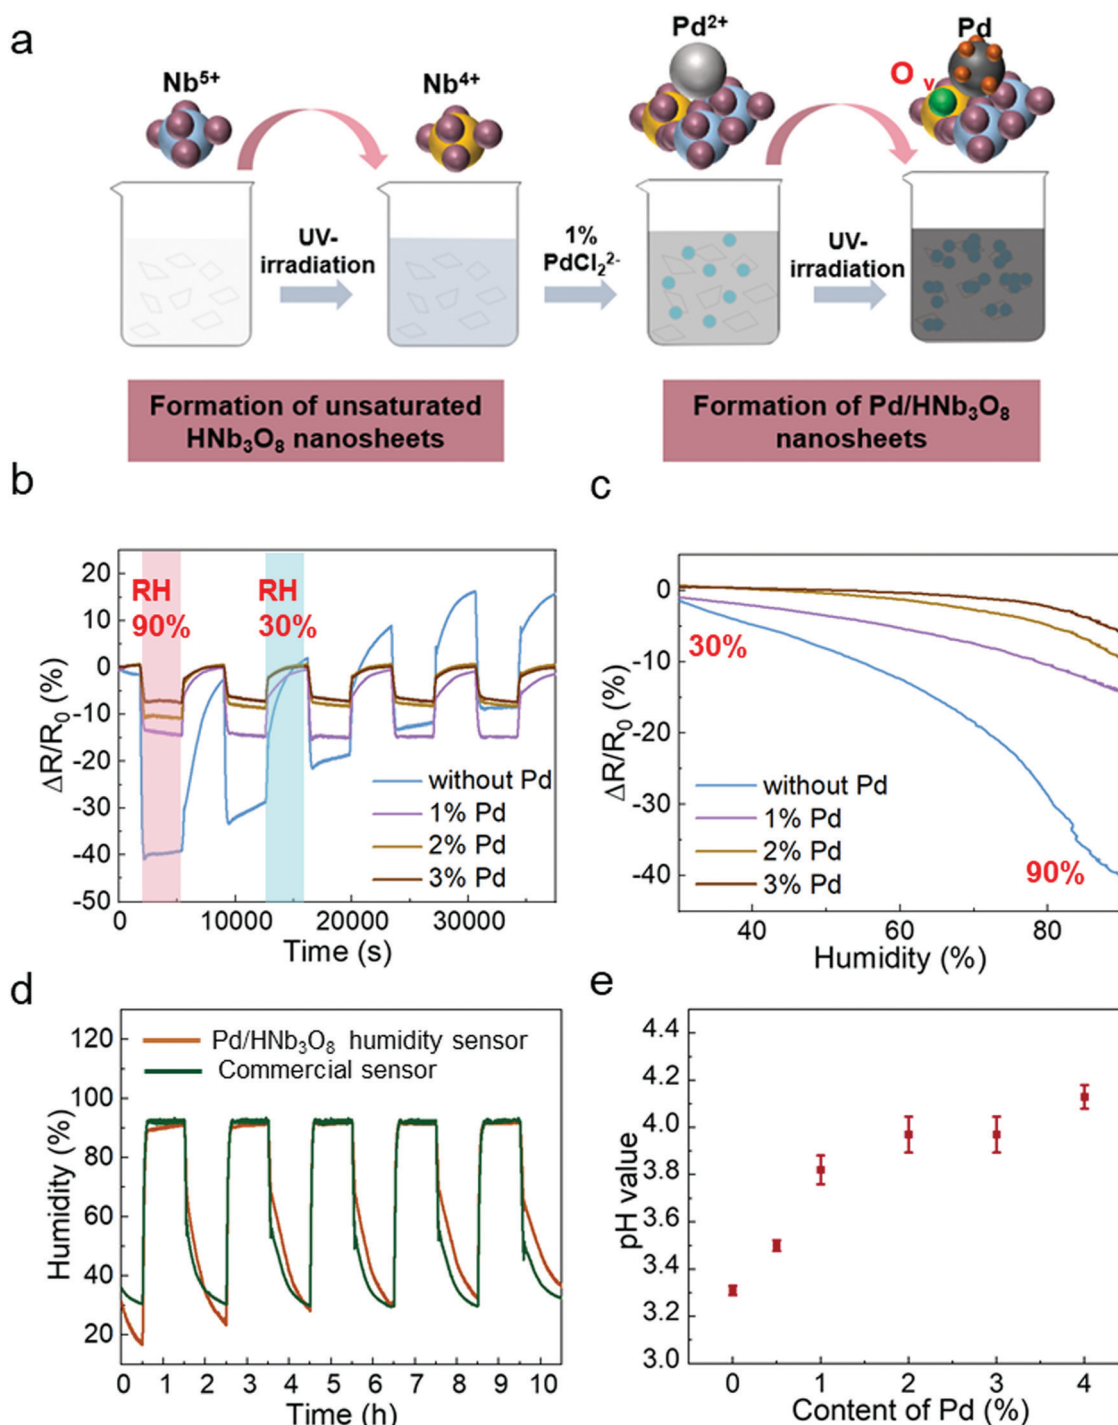 a
Nb⁵⁺
Nb⁴⁺
Pd²⁺
Pd
O v
UV-
irradiation
1%
PdCl₂²⁻
UV-
irradiation
Formation of unsaturated
HNb₃O₈ nanosheets
Formation of Pd/HNb₃O₈
nanosheets
b
20
10
0
-10
-20
-30
-40
-50
ΔR/R₀ (%)
RH
90%
RH
30%
without Pd
1% Pd
2% Pd
3% Pd
0 10000 20000 30000
Time (s)
c
0
-10
-20
-30
-40
ΔR/R₀ (%)
30%
90%
without Pd
1% Pd
2% Pd
3% Pd
40 60 80
Humidity (%)
d
120
100
80
60
40
20
Humidity (%)
Pd/HNb₃O₈ humidity sensor
Commercial sensor
0 1 2 3 4 5 6 7 8 9 10
Time (h)
e
4.4
4.2
4.0
3.8
3.6
3.4
3.2
3.0
pH value
0 1 2 3 4
Content of Pd (%)